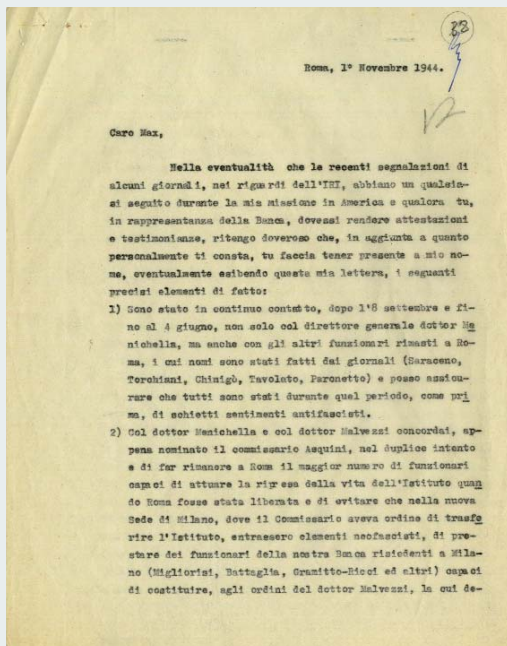 38
Roma, 1° Novembre 1944.
Caro Max,
Nella eventualità che le recenti segnalazioni di
alcuni giornali, nei riguardi dell'IRI, abbiano un qualsia-
si seguito durante la mia missione in America e qualora tu,
in rappresentanza della Banca, dovessi rendere attestazioni
e testimonianze, ritengo doveroso che, in aggiunta a quanto
personalmente ti consta, tu faccia tener presente a mio no-
me, eventualmente esibendo questa mia lettera, i seguenti
precisi elementi di fatto:
1) Sono stato in continuo contatto, dopo l'8 settembre e fi-
no al 4 giugno, non solo col direttore generale dottor Me
nichella, ma anche con gli altri funzionari rimasti a Ro-
ma, i cui nomi sono stati fatti dai giornali (Saraceno,
Torchiani, Chinigò, Tavolato, Paronetto) e posso assicu-
rare che tutti sono stati durante quel periodo, come pri
ma, di schietti sentimenti antifascisti.
2) Col dottor Menichella e col dottor Malvezzi concordai, ap-
pena nominato il commissario Asquini, nel duplice intento
e di far rimanere a Roma il maggior numero di funzionari
capaci di attuare la ripresa della vita dell'Istituto quan
do Roma fosse stata liberata e di evitare che nella nuova
Sede di Milano, dove il Commissario aveva ordine di trasfe
rire l'Istituto, entrassero elementi neofascisti, di pre-
stare dei funzionari della nostra Banca risiedenti a Mila-
no (Migliorisi, Battaglia, Gramitto-Ricci ed altri) capaci
di costituire, agli ordini del dottor Malvezzi, la cui de-